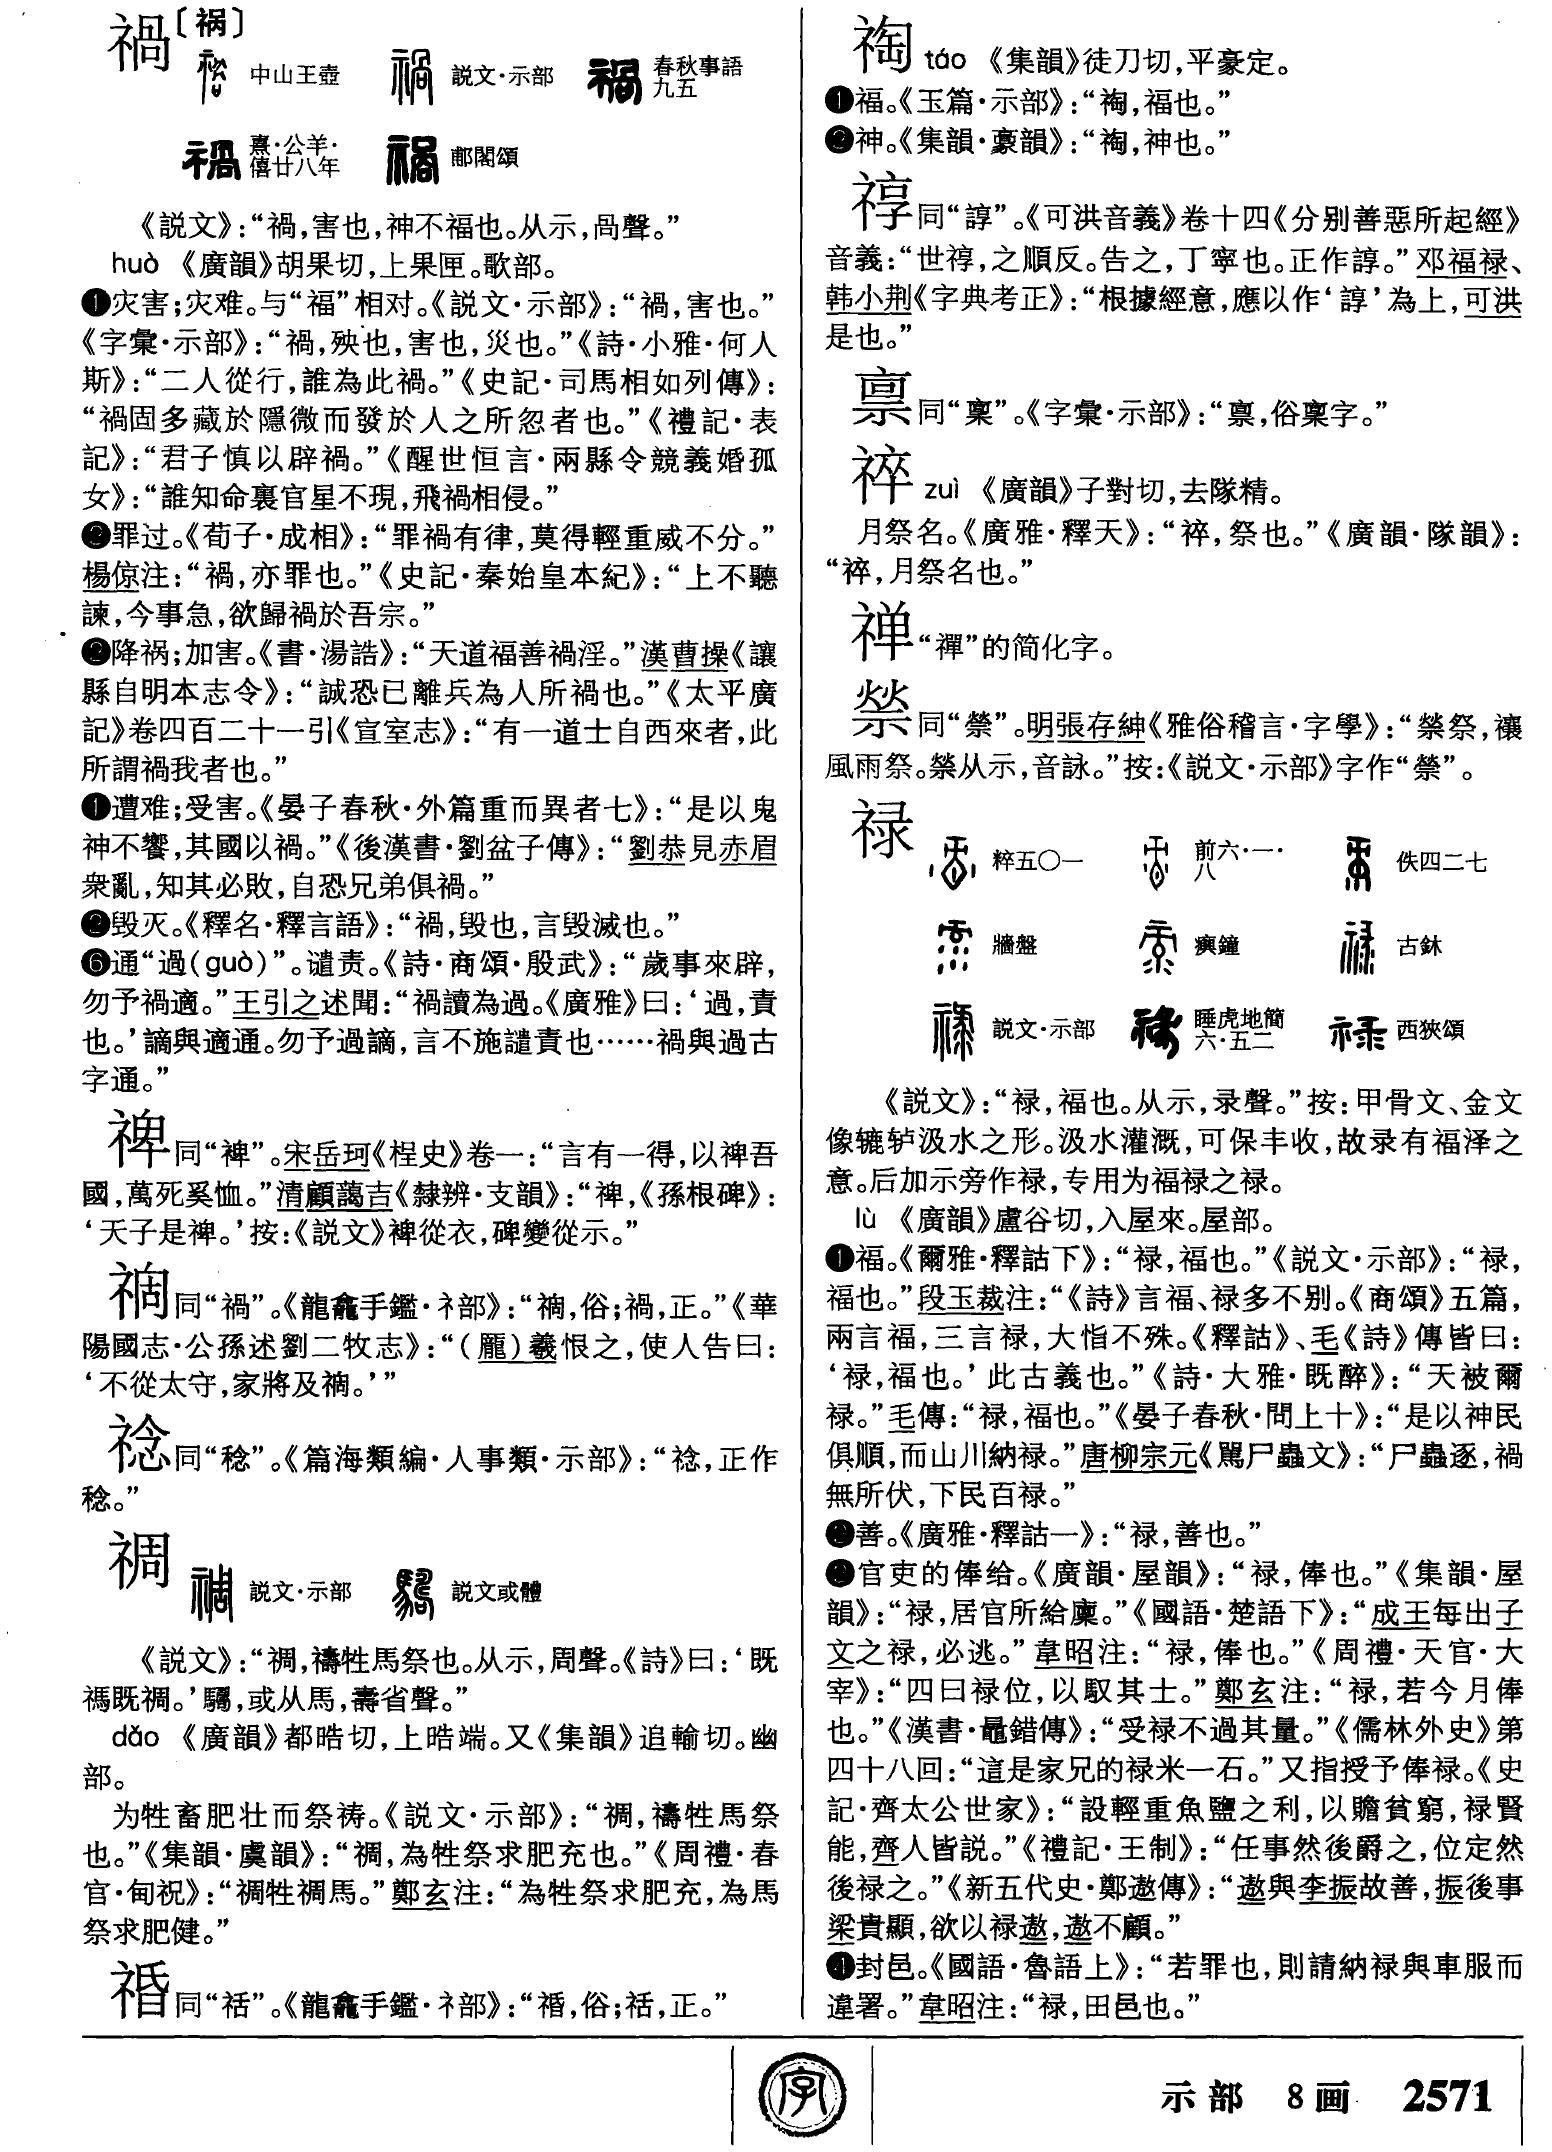 禍〔祸〕
中山王壺 説文·示部 春秋事語九五
熹·公羊·僖廿八年 郙閣頌
《説文》:“禍,害也,神不福也。从示,咼聲。”
huò 《廣韻》胡果切,上果匣。歌部。
❶灾害;灾难。与“福”相对。《説文·示部》:“禍,害也。”
《字彙·示部》:“禍,殃也,害也,災也。”《詩·小雅·何人
斯》:“二人從行,誰為此禍。”《史記·司馬相如列傳》:
“禍固多藏於隱微而發於人之所忽者也。”《禮記·表
記》:“君子慎以辟禍。”《醒世恒言·兩縣令競義婚孤
女》:“誰知命裏官星不現,飛禍相侵。”
❷罪过。《荀子·成相》:“罪禍有律,莫得輕重威不分。”
楊倞注:“禍,亦罪也。”《史記·秦始皇本紀》:“上不聽
諫,今事急,欲歸禍於吾宗。”
❷降祸;加害。《書·湯誥》:“天道福善禍淫。”漢曹操《讓
縣自明本志令》:“誠恐已離兵為人所禍也。”《太平廣
記》卷四百二十一引《宣室志》:“有一道士自西來者,此
所謂禍我者也。”
❶遭难;受害。《晏子春秋·外篇重而異者七》:“是以鬼
神不饗,其國以禍。”《後漢書·劉盆子傳》:“劉恭見赤眉
衆亂,知其必敗,自恐兄弟俱禍。”
❷毁灭。《釋名·釋言語》:“禍,毁也,言毁滅也。”
❻通“過(guò)”。谴责。《詩·商頌·殷武》:“歲事來辟,
勿予禍適。”王引之述聞:“禍讀為過。《廣雅》曰:‘過,責
也。’謫與適通。勿予過謫,言不施譴責也……禍與過古
字通。”
禆同“裨”。宋岳珂《桯史》卷一:“言有一得,以禆吾
國,萬死奚恤。”清顧藹吉《隸辨·支韻》:“禆,《孫根碑》:
‘天子是禆。’按:《説文》裨從衣,碑變從示。”
同“禍”。《龍龕手鑑·礻部》:“,俗;禍,正。”《華
陽國志·公孫述劉二牧志》:“(龎)羲恨之,使人告曰:
‘不從太守,家將及。’”
同“稔”。《篇海類編·人事類·示部》:“,正作
稔。”
禂
説文·示部 説文或體
《説文》:“禂,禱牲馬祭也。从示,周聲。《詩》曰:‘既
禡既禂。’,或从馬,壽省聲。”
dǎo 《廣韻》都晧切,上晧端。又《集韻》追輸切。幽
部。
为牲畜肥壮而祭祷。《説文·示部》:“禂,禱牲馬祭
也。”《集韻·虞韻》:“禂,為牲祭求肥充也。”《周禮·春
官·甸祝》:“禂牲禂馬。”鄭玄注:“為牲祭求肥充,為馬
祭求肥健。”
同“䄆”。《龍龕手鑑·礻部》:“,俗;,正。”
祹 táo 《集韻》徒刀切,平豪定。
❶福。《玉篇·示部》:“祹,福也。”
❷神。《集韻·豪韻》:“祹,神也。”
同“諄”。《可洪音義》卷十四《分别善惡所起經》
音義:“世,之順反。告之,丁寧也。正作諄。”邓福禄、
韩小荆《字典考正》:“根據經意,應以作‘諄’為上,可洪
是也。”
禀同“稟”。《字彙·示部》:“禀,俗稟字。”
祽 zuì 《廣韻》子對切,去隊精。
月祭名。《廣雅·釋天》:“祽,祭也。”《廣韻·隊韻》:
“祽,月祭名也。”
禅“禪”的简化字。
同“禜”。明張存紳《雅俗稽言·字學》:“禜祭,禳
風雨祭。禜从示,音詠。”按:《説文·示部》字作“禜”。
禄
粹五〇一 前六·一·八 佚四二七
牆盤 㾓鐘 古鉥
説文·示部 睡虎地簡六·五二 西狹頌
《説文》:“禄,福也。从示,录聲。”按:甲骨文、金文
像辘轳汲水之形。汲水灌溉,可保丰收,故录有福泽之
意。后加示旁作禄,专用为福禄之禄。
lù 《廣韻》盧谷切,入屋來。屋部。
❶福。《爾雅·釋詁下》:“禄,福也。”《説文·示部》:“禄,
福也。”段玉裁注:“《詩》言福、禄多不别。《商頌》五篇,
兩言福,三言禄,大恉不殊。《釋詁》、毛《詩》傳皆曰:
‘禄,福也。’此古義也。”《詩·大雅·既醉》:“天被爾
禄。”毛傳:“禄,福也。”《晏子春秋·問上十》:“是以神民
俱順,而山川納禄。”唐柳宗元《罵尸蟲文》:“尸蟲逐,禍
無所伏,下民百禄。”
❷善。《廣雅·釋詁一》:“禄,善也。”
❷官吏的俸给。《廣韻·屋韻》:“禄,俸也。”《集韻·屋
韻》:“禄,居官所給廩。”《國語·楚語下》:“成王每出子
文之禄,必逃。”韋昭注:“禄,俸也。”《周禮·天官·大
宰》:“四曰禄位,以馭其士。”鄭玄注:“禄,若今月俸
也。”《漢書·鼂錯傳》:“受禄不過其量。”《儒林外史》第
四十八回:“這是家兄的禄米一石。”又指授予俸禄。《史
記·齊太公世家》:“設輕重魚鹽之利,以贍貧窮,禄賢
能,齊人皆説。”《禮記·王制》:“任事然後爵之,位定然
後禄之。”《新五代史·鄭遨傳》:“遨與李振故善,振後事
梁貴顯,欲以禄遨,遨不顧。”
❹封邑。《國語·魯語上》:“若罪也,則請納禄與車服而
違署。”韋昭注:“禄,田邑也。”
字
示部 8画 2571